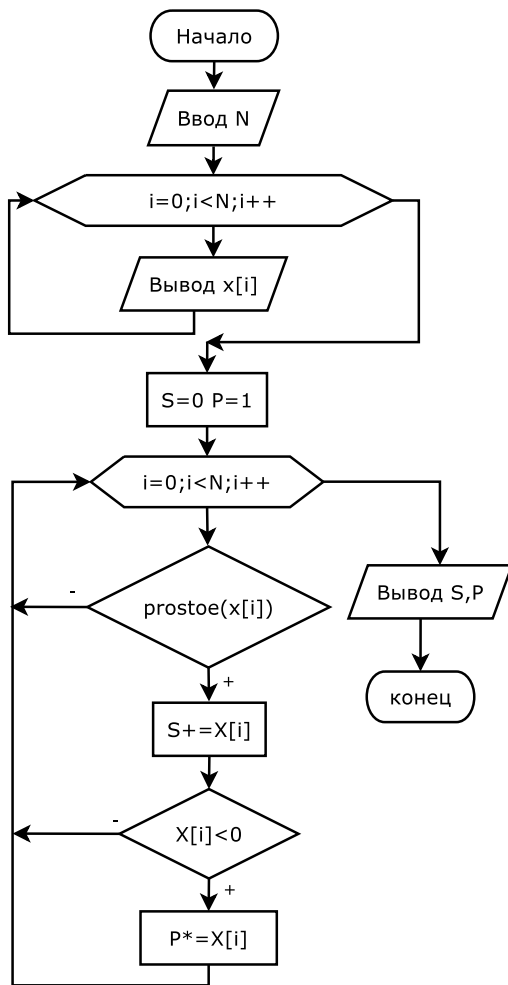 Начало
Ввод N
i=0;i<N;i++
Вывод x[i]
S=0 P=1
i=0;i<N;i++
-
prostoe(x[i])
Вывод S,P
+
конец
S+=X[i]
-
X[i]<0
+
P*=X[i]